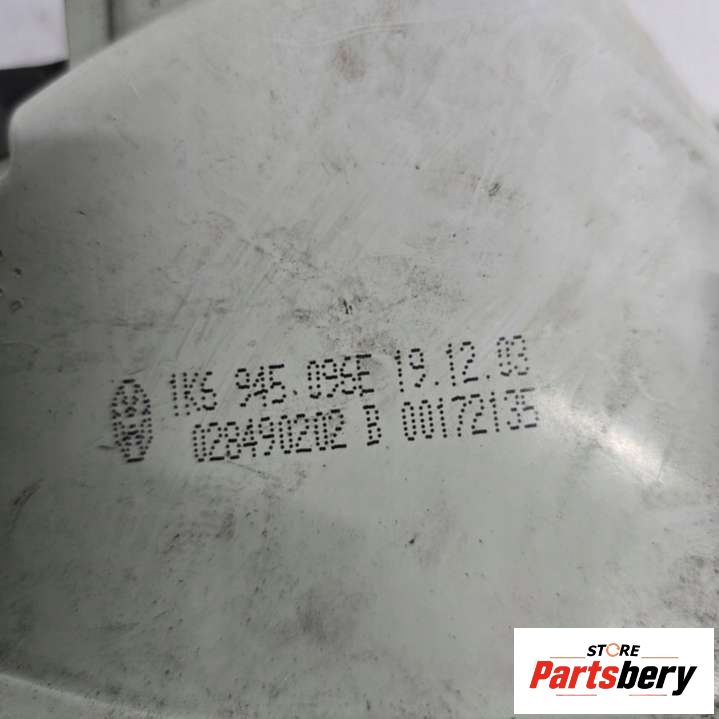 1K6 945.096E 19.12.03
028490202 B 00172135
STORE
Partsbery